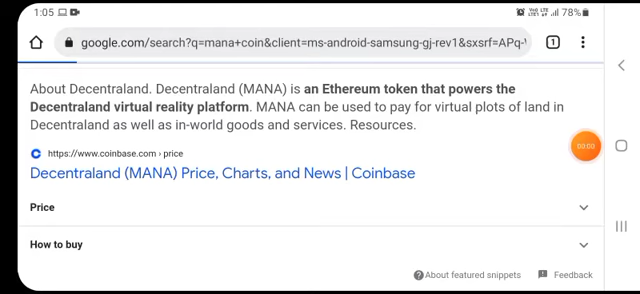 1:05
78%
google.com/search?q=mana+coin&client=ms-android-samsung-gj-rev1&sxsrf=APq-
1
About Decentraland. Decentraland (MANA) is an Ethereum token that powers the
Decentraland virtual reality platform. MANA can be used to pay for virtual plots of land in
Decentraland as well as in-world goods and services. Resources.
https://www.coinbase.com › price
00:00
Decentraland (MANA) Price, Charts, and News | Coinbase
Price
How to buy
About featured snippets
Feedback